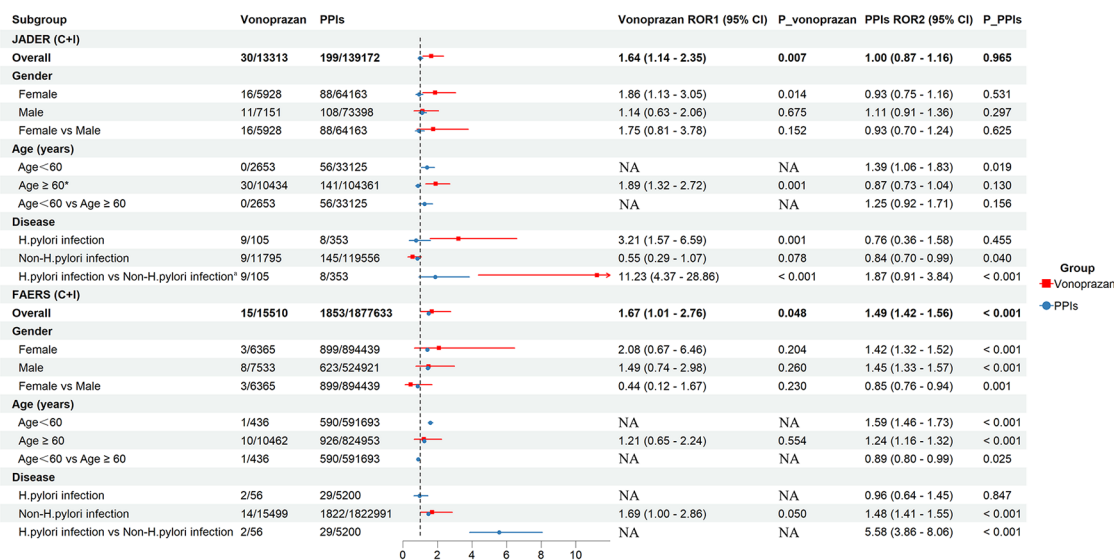 Subgroup Vonoprazan PPIs Vonoprazan ROR1 (95% CI) P_vonoprazan PPIs ROR2 (95% CI) P_PPIs
JADER (C+I)
Overall 30/13313 199/139172 1.64 (1.14 - 2.35) 0.007 1.00 (0.87 - 1.16) 0.965
Gender
Female 16/5928 88/64163 1.86 (1.13 - 3.05) 0.014 0.93 (0.75 - 1.16) 0.531
Male 11/7151 108/73398 1.14 (0.63 - 2.06) 0.675 1.11 (0.91 - 1.36) 0.297
Female vs Male 16/5928 88/64163 1.75 (0.81 - 3.78) 0.152 0.93 (0.70 - 1.24) 0.625
Age (years)
Age<60 0/2653 56/33125 NA NA 1.39 (1.06 - 1.83) 0.019
Age ≥ 60* 30/10434 141/104361 1.89 (1.32 - 2.72) 0.001 0.87 (0.73 - 1.04) 0.130
Age<60 vs Age ≥ 60 0/2653 56/33125 NA NA 1.25 (0.92 - 1.71) 0.156
Disease
H.pylori infection 9/105 8/353 3.21 (1.57 - 6.59) 0.001 0.76 (0.36 - 1.58) 0.455
Non-H.pylori infection 9/11795 145/119556 0.55 (0.29 - 1.07) 0.078 0.84 (0.70 - 0.99) 0.040
H.pylori infection vs Non-H.pylori infection* 9/105 8/353 11.23 (4.37 - 28.86) < 0.001 1.87 (0.91 - 3.84) < 0.001
FAERS (C+I)
Overall 15/15510 1853/1877633 1.67 (1.01 - 2.76) 0.048 1.49 (1.42 - 1.56) < 0.001
Gender
Female 3/6365 899/894439 2.08 (0.67 - 6.46) 0.204 1.42 (1.32 - 1.52) < 0.001
Male 8/7533 623/524921 1.49 (0.74 - 2.98) 0.260 1.45 (1.33 - 1.57) < 0.001
Female vs Male 3/6365 899/894439 0.44 (0.12 - 1.67) 0.230 0.85 (0.76 - 0.94) 0.001
Age (years)
Age<60 1/436 590/591693 NA NA 1.59 (1.46 - 1.73) < 0.001
Age ≥ 60 10/10462 926/824953 1.21 (0.65 - 2.24) 0.554 1.24 (1.16 - 1.32) < 0.001
Age<60 vs Age ≥ 60 1/436 590/591693 NA NA 0.89 (0.80 - 0.99) 0.025
Disease
H.pylori infection 2/56 29/5200 NA NA 0.96 (0.64 - 1.45) 0.847
Non-H.pylori infection 14/15499 1822/1822991 1.69 (1.00 - 2.86) 0.050 1.48 (1.41 - 1.55) < 0.001
H.pylori infection vs Non-H.pylori infection 2/56 29/5200 NA NA 5.58 (3.86 - 8.06) < 0.001
0 2 4 6 8 10
Group
Vonoprazan
PPIs